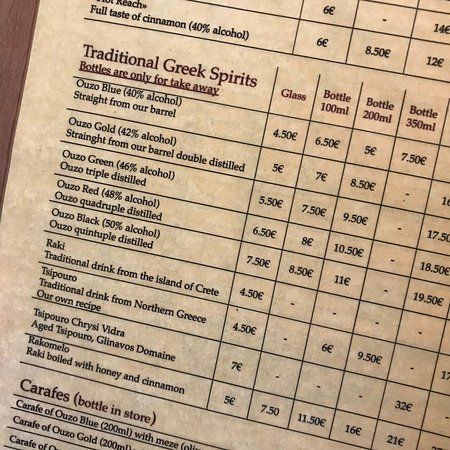 Reach»
6€ - 14€
Full taste of cinnamon (40% alcohol)
6€ 8.50€ 12€
Traditional Greek Spirits
Bottles are only for take away
Glass
Bottle
100ml
Bottle
200ml
Bottle
350ml
Ouzo Blue (40% alcohol)
Straight from our barrel
4.50€ 6.50€ 5€ 7.50€
Ouzo Gold (42% alcohol)
Strainght from our barrel double distilled
5€ 7€ 8.50€ -
Ouzo Green (46% alcohol)
Ouzo triple distilled
5.50€ 7.50€ 9.50€ -
Ouzo Red (48% alcohol)
Ouzo quadruple distilled
6.50€ 8€ 10.50€ -
Ouzo Black (50% alcohol)
Ouzo quintuple distilled
7.50€ 8.50€ 11€ - 19.50€
Raki
Traditional drink from the island of Crete
4.50€ - - - -
Tsipouro
Traditional drink from Northern Greece
Our own recipe
4.50€ - 6€ 9.50€
Tsipouro Chrysi Vidra
Aged Tsipouro, Glinavos Domaine
7€ - - - 32€
Rakomelo
Raki boiled with honey and cinnamon
5€ 7.50 11.50€ 16€ 21€
Carafes (bottle in store)
Carafe of Ouzo Blue (200ml) with meze
Carafe of Ouzo Gold (200ml)